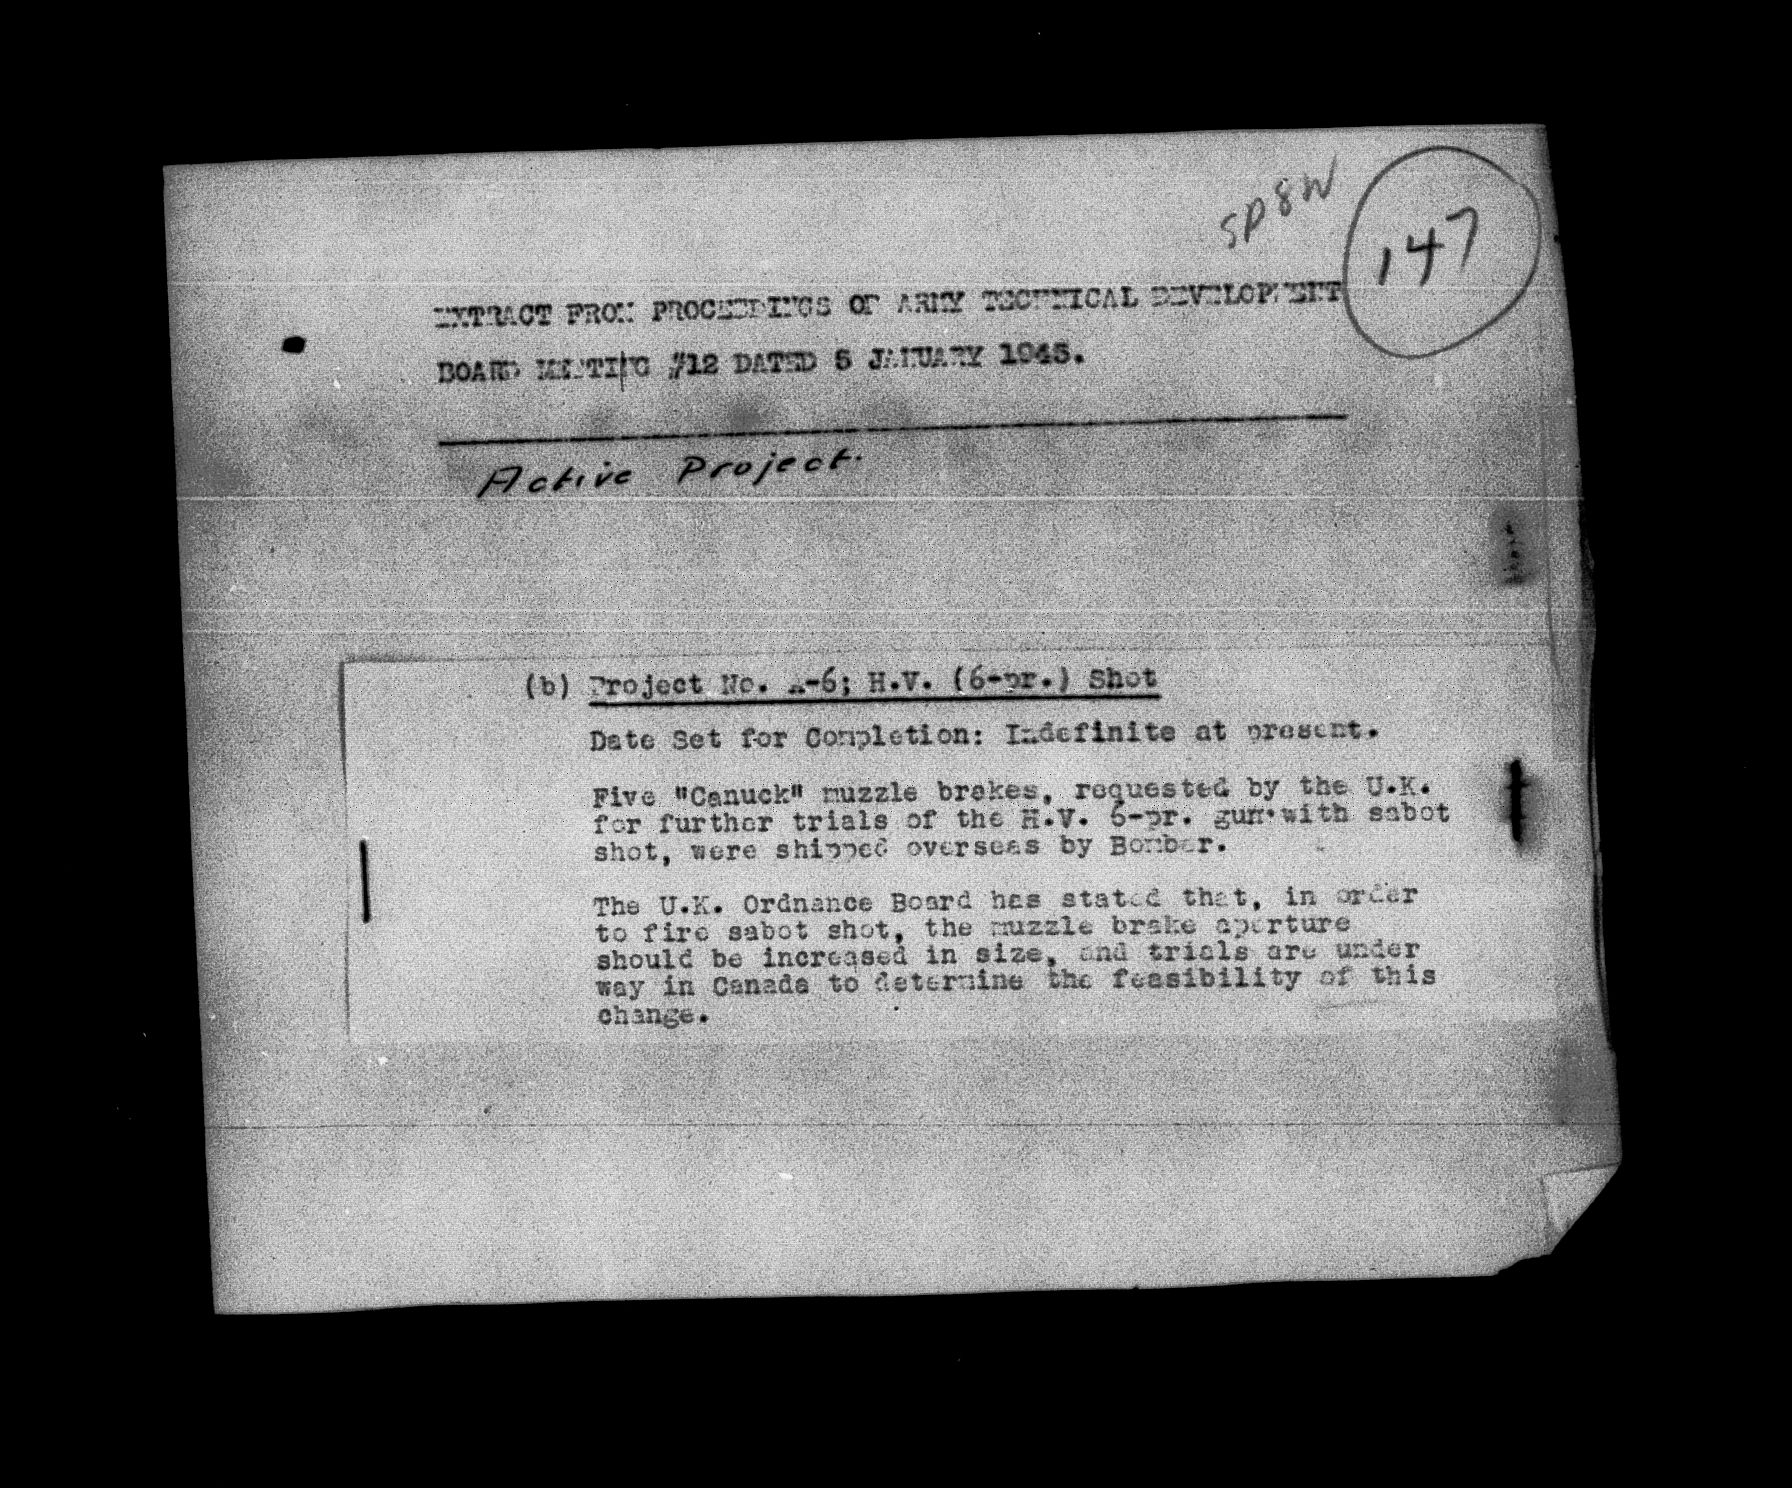 SP8W
147
EXTRACT FROM PROCEEDINGS OF ARMY TECHNICAL DEVELOPMENT
BOARD MEETING #12 DATED 5 JANUARY 1945.
Active Project.
(b) Project No. A-6; H.V. (6-pr.) Shot
Date Set for Completion: Indefinite at present.
Five "Canuck" muzzle brakes, requested by the U.K.
for further trials of the H.V. 6-pr. gun with sabot
shot, were shipped overseas by Bomber.
The U.K. Ordnance Board has stated that, in order
to fire sabot shot, the muzzle brake aperture
should be increased in size, and trials are under
way in Canada to determine the feasibility of this
change.